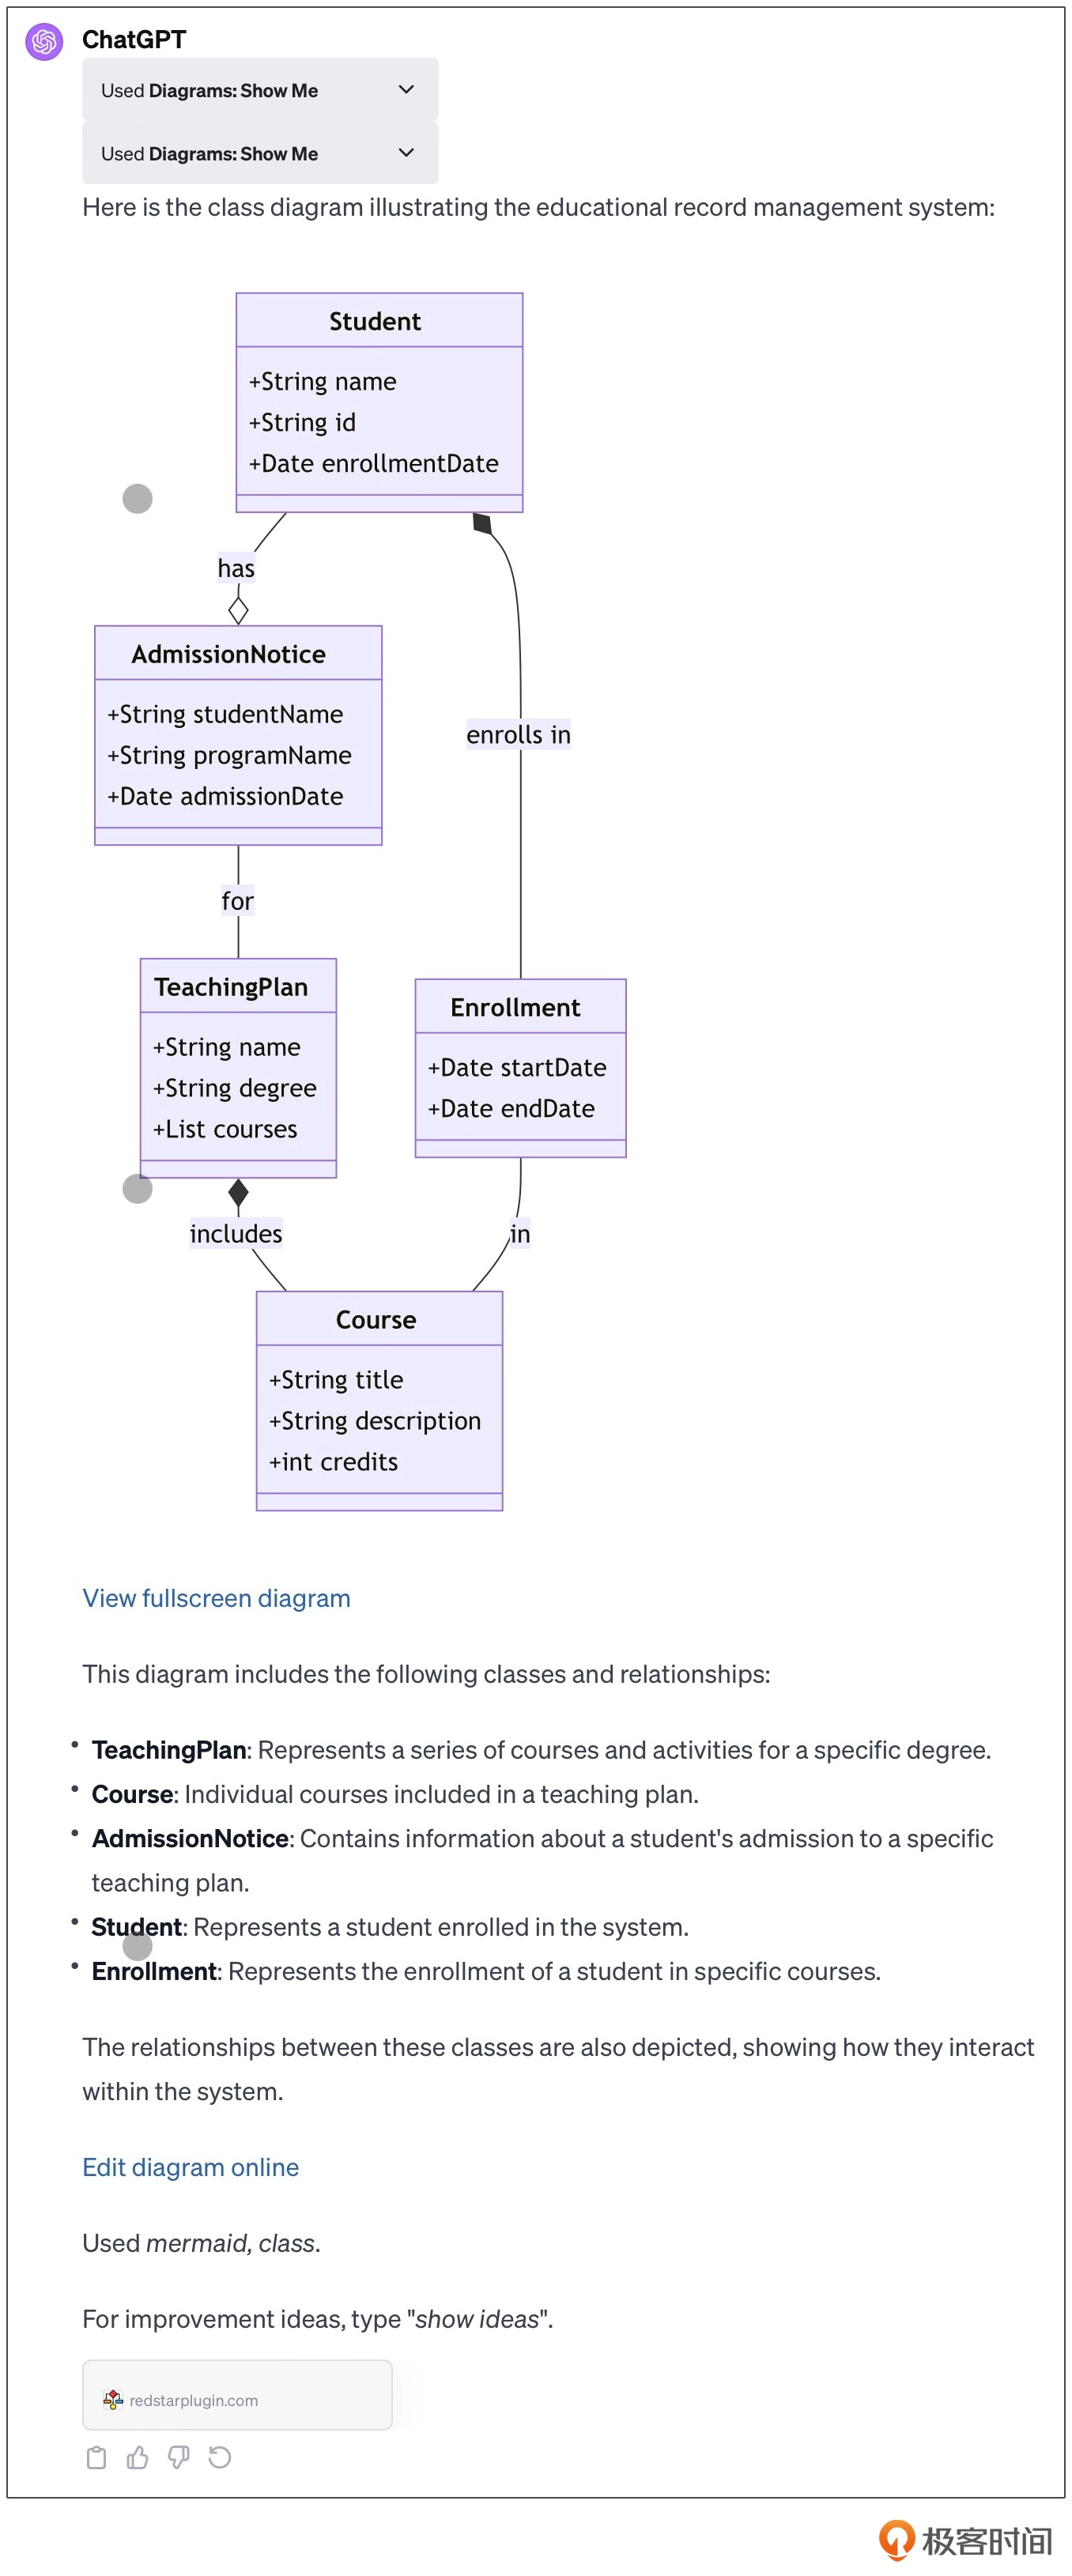 ChatGPT
Used Diagrams: Show Me
Used Diagrams: Show Me
Here is the class diagram illustrating the educational record management system:
Student
+String name
+String id
+Date enrollmentDate
has
AdmissionNotice
+String studentName
+String programName
+Date admissionDate
enrolls in
for
TeachingPlan
+String name
+String degree
+List courses
Enrollment
+Date startDate
+Date endDate
includes
in
Course
+String title
+String description
+int credits
View fullscreen diagram
This diagram includes the following classes and relationships:
• TeachingPlan: Represents a series of courses and activities for a specific degree.
• Course: Individual courses included in a teaching plan.
• AdmissionNotice: Contains information about a student's admission to a specific
teaching plan.
• Student: Represents a student enrolled in the system.
• Enrollment: Represents the enrollment of a student in specific courses.
The relationships between these classes are also depicted, showing how they interact
within the system.
Edit diagram online
Used mermaid, class.
For improvement ideas, type "show ideas".
redstarplugin.com
极客时间